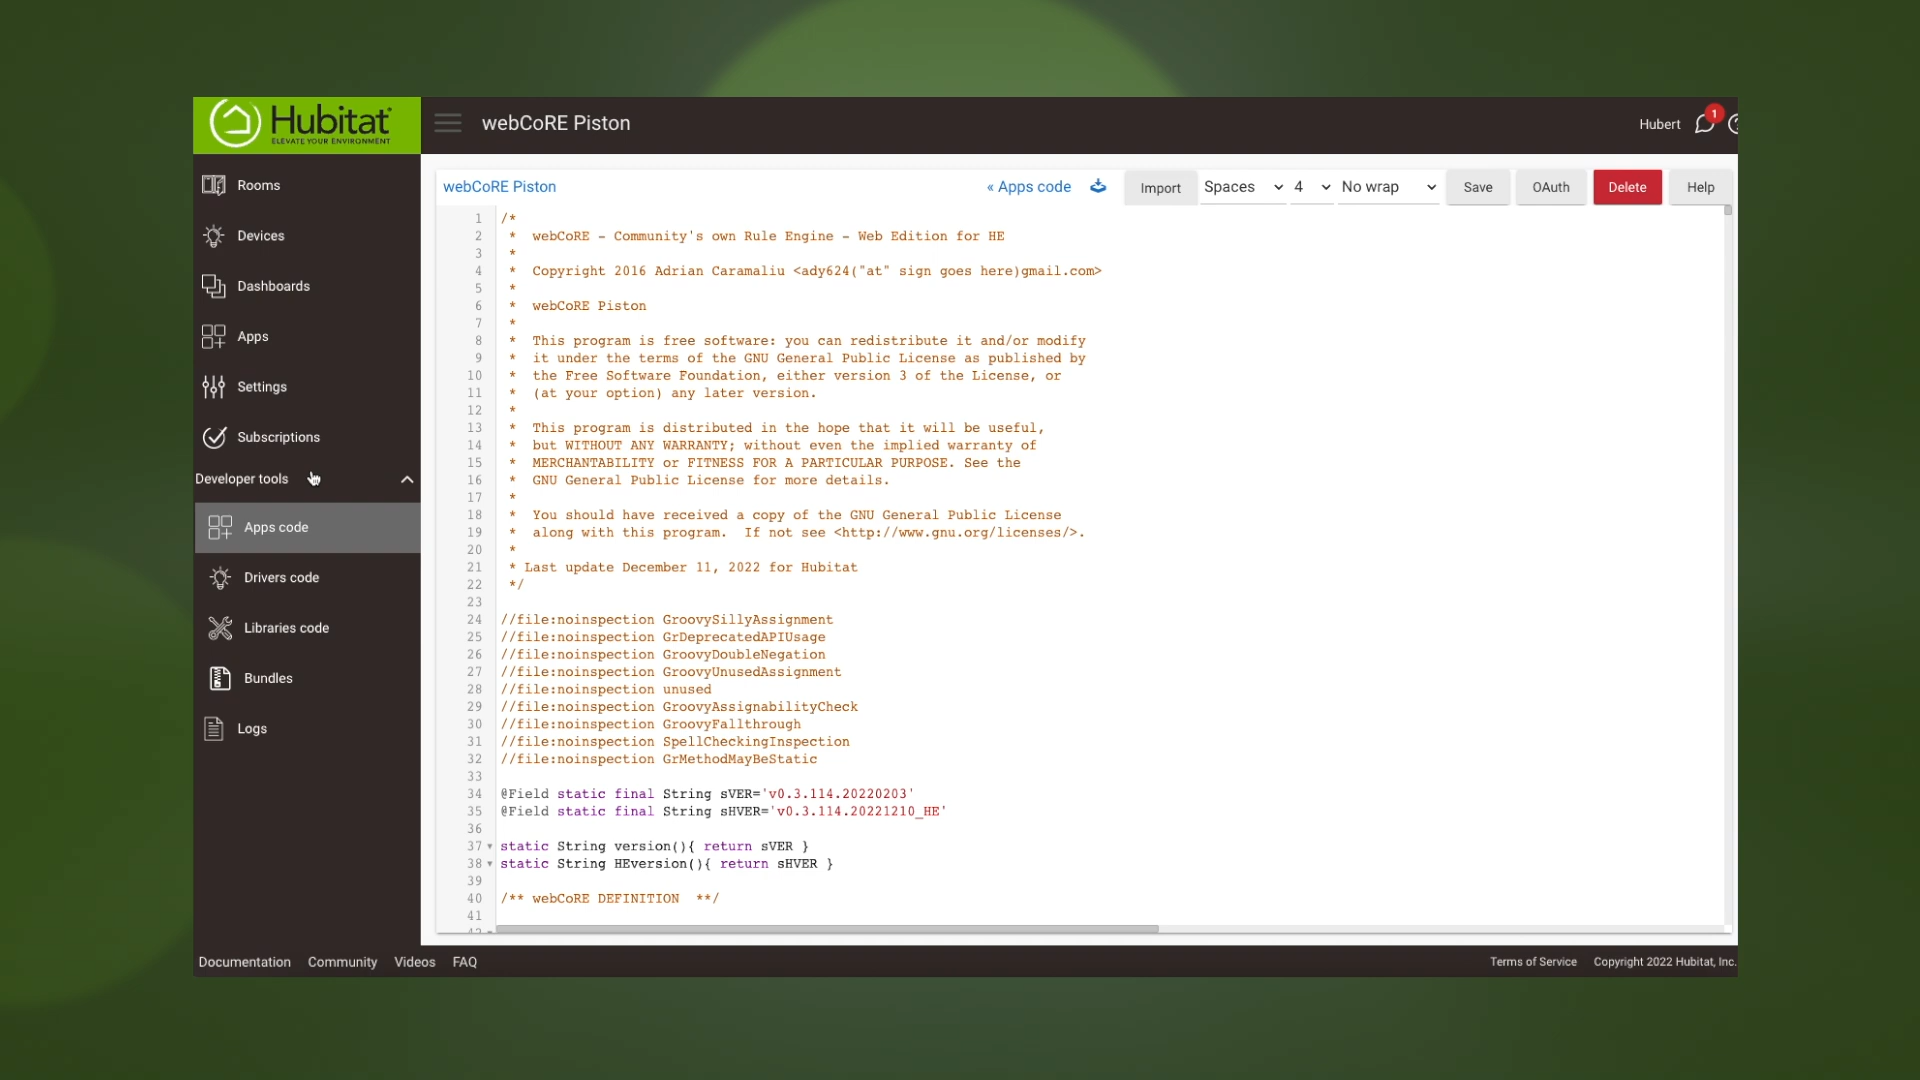 Hubitat®
ELEVATE YOUR ENVIRONMENT
webCoRE Piston
Hubert
1
Rooms
Devices
Dashboards
Apps
Settings
Subscriptions
Developer tools
Apps code
Drivers code
Libraries code
Bundles
Logs
webCoRE Piston
« Apps code
Import
Spaces
4
No wrap
Save
OAuth
Delete
Help
1 /*
2 * webCoRE - Community's own Rule Engine - Web Edition for HE
3 *
4 * Copyright 2016 Adrian Caramaliu <ady624("at" sign goes here)gmail.com>
5 *
6 * webCoRE Piston
7 *
8 * This program is free software: you can redistribute it and/or modify
9 * it under the terms of the GNU General Public License as published by
10 * the Free Software Foundation, either version 3 of the License, or
11 * (at your option) any later version.
12 *
13 * This program is distributed in the hope that it will be useful,
14 * but WITHOUT ANY WARRANTY; without even the implied warranty of
15 * MERCHANTABILITY or FITNESS FOR A PARTICULAR PURPOSE. See the
16 * GNU General Public License for more details.
17 *
18 * You should have received a copy of the GNU General Public License
19 * along with this program.  If not see <http://www.gnu.org/licenses/>.
20 *
21 * Last update December 11, 2022 for Hubitat
22 */
23
24 //file:noinspection GroovySillyAssignment
25 //file:noinspection GrDeprecatedAPIUsage
26 //file:noinspection GroovyDoubleNegation
27 //file:noinspection GroovyUnusedAssignment
28 //file:noinspection unused
29 //file:noinspection GroovyAssignabilityCheck
30 //file:noinspection GroovyFallthrough
31 //file:noinspection SpellCheckingInspection
32 //file:noinspection GrMethodMayBeStatic
33
34 @Field static final String sVER='v0.3.114.20220203'
35 @Field static final String sHVER='v0.3.114.20221210_HE'
36
37 static String version(){ return sVER }
38 static String HEversion(){ return sHVER }
39
40 /** webCoRE DEFINITION  **/
41
42
Documentation
Community
Videos
FAQ
Terms of Service
Copyright 2022 Hubitat, Inc.